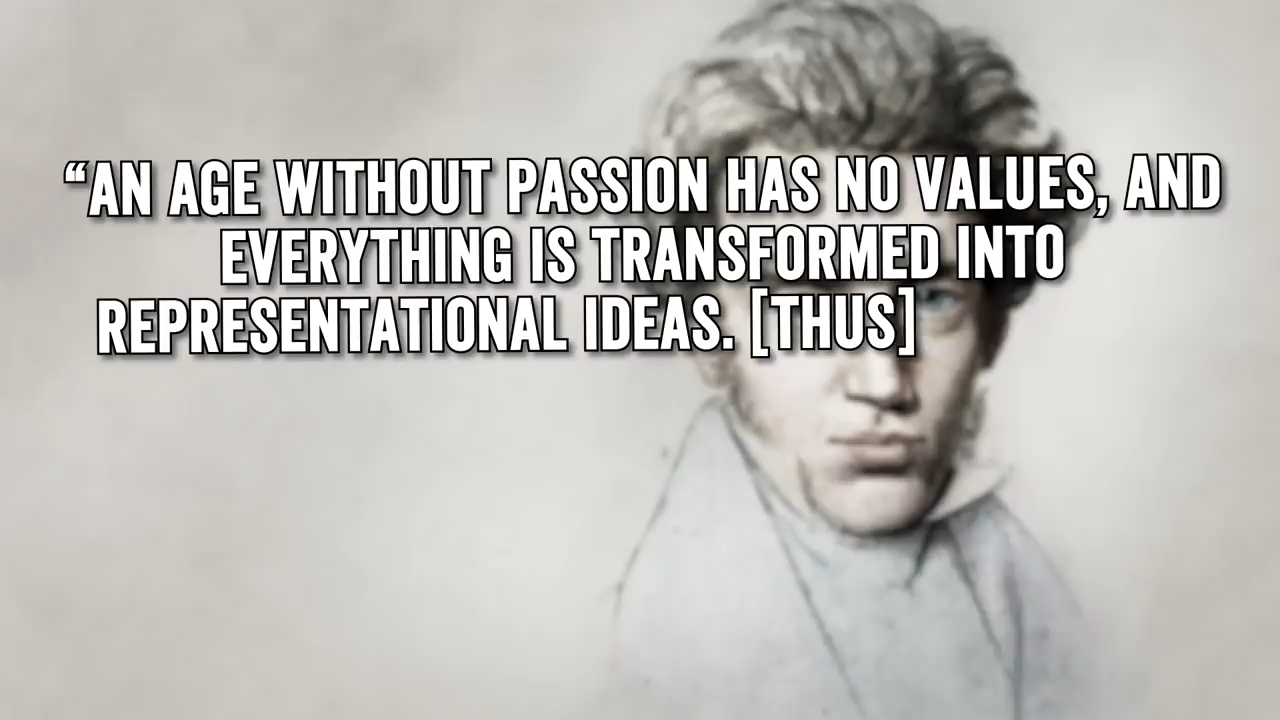 “AN AGE WITHOUT PASSION HAS NO VALUES, AND
EVERYTHING IS TRANSFORMED INTO
REPRESENTATIONAL IDEAS. [THUS]